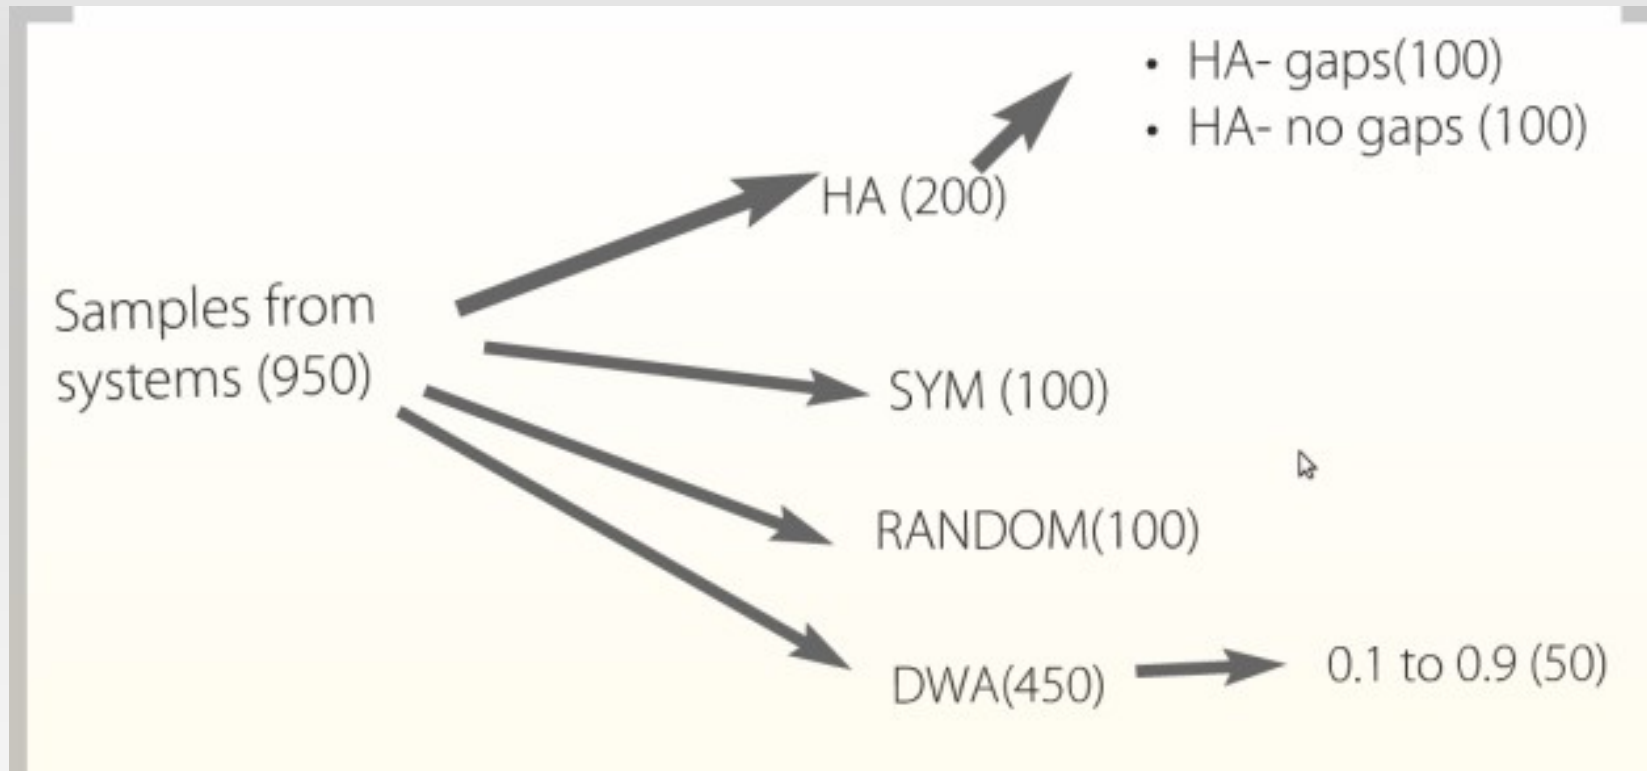 • HA- gaps(100)
• HA- no gaps (100)
HA (200)
Samples from
systems (950)
SYM (100)
RANDOM(100)
DWA(450)
0.1 to 0.9 (50)